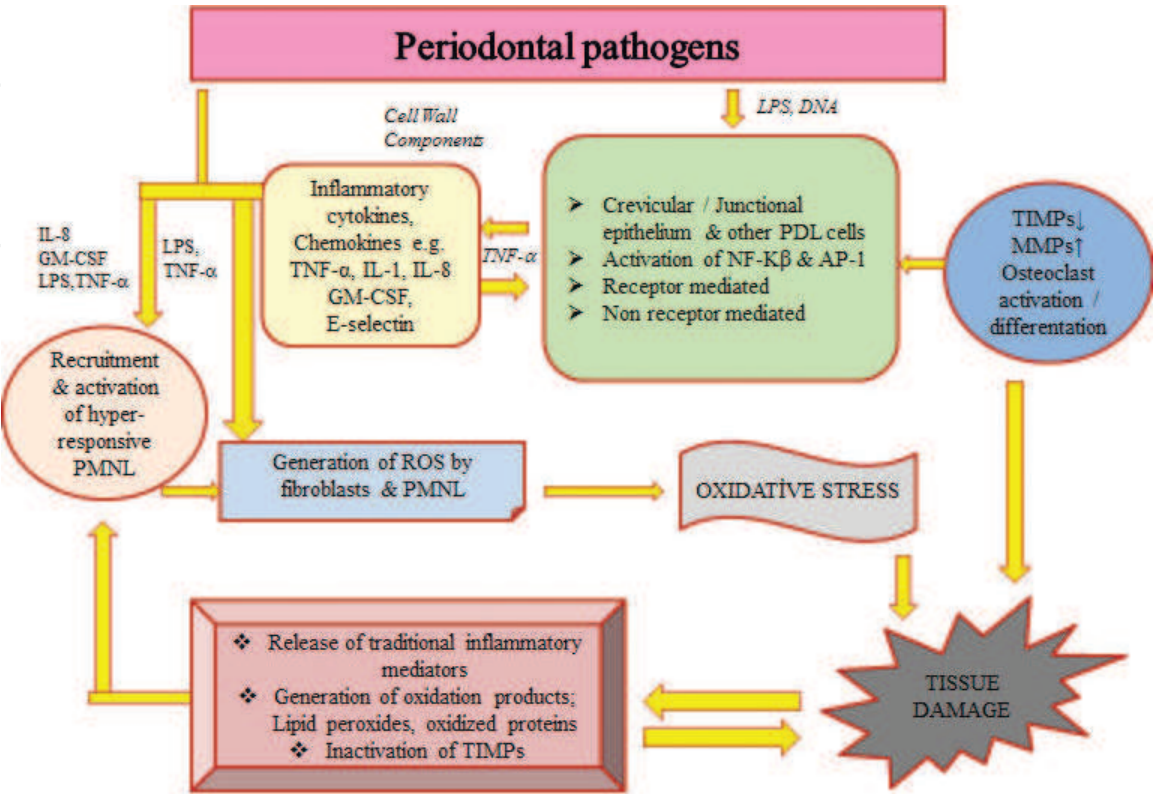 Periodontal pathogens
Cell Wall
Components
LPS, DNA
IL-8
GM-CSF
LPS,TNF-α
LPS,
TNF-α
Inflammatory
cytokines,
Chemokines e.g.
TNF-α, IL-1, IL-8
GM-CSF,
E-selectin
TNF-α
➢ Crevicular / Junctional
epithelium & other PDL cells
➢ Activation of NF-Kβ & AP-1
➢ Receptor mediated
➢ Non receptor mediated
TIMPs↓
MMPs↑
Osteoclast
activation /
differentation
Recruitment
& activation
of hyper-
responsive
PMNL
Generation of ROS by
fibroblasts & PMNL
OXIDATİVE STRESS
❖ Release of traditional inflammatory
mediators
❖ Generation of oxidation products;
Lipid peroxides, oxidized proteins
❖ Inactivation of TIMPs
TISSUE
DAMAGE